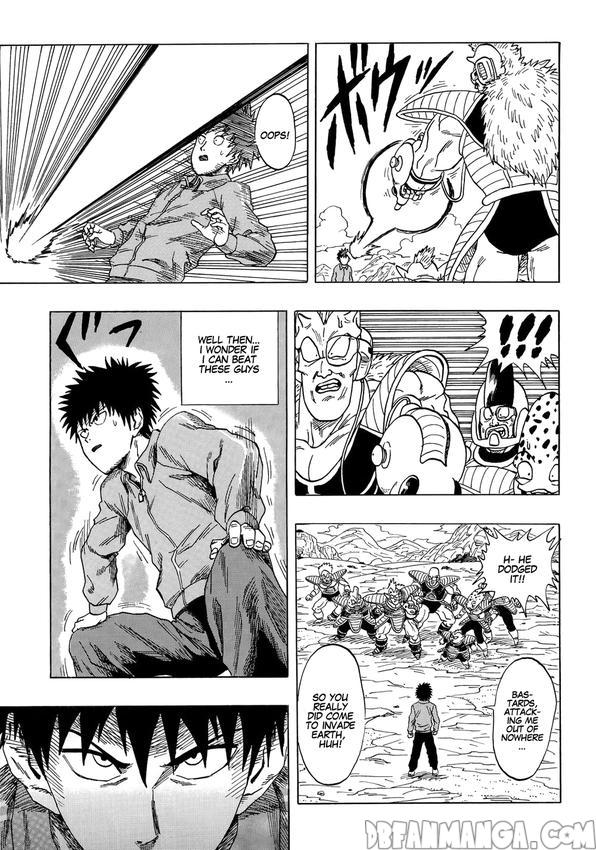 ボウッ
OOPS!
!!!
H- HE
DODGED
IT!!
BAS-
TARDS,
ATTACK-
ING ME
OUT OF
NOWHERE
...
SO YOU
REALLY
DID COME
TO INVADE
EARTH,
HUH!
WELL THEN...
I WONDER IF
I CAN BEAT
THESE GUYS
...
ぐっ
DBFANMANGA.COM